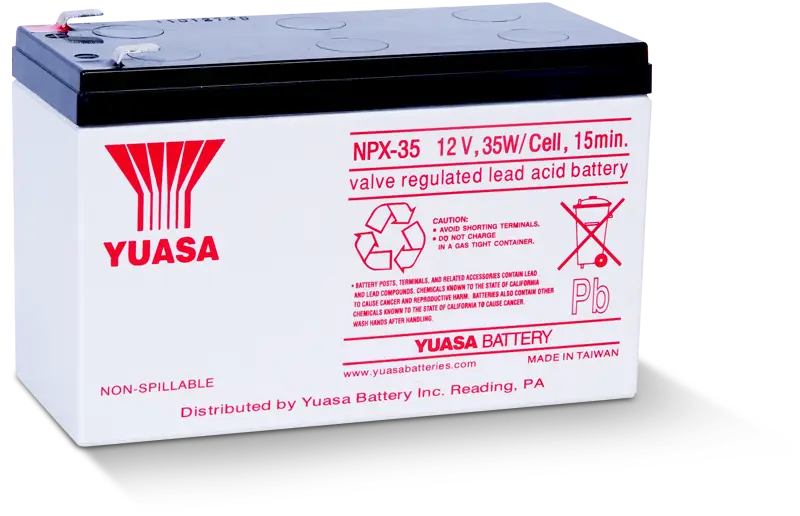 11012735
YUASA
NPX-35 12V, 35W/Cell, 15min.
valve regulated lead acid battery
CAUTION:
• AVOID SHORTING TERMINALS.
• DO NOT CHARGE
IN A GAS TIGHT CONTAINER.
• BATTERY POSTS, TERMINALS, AND RELATED ACCESSORIES CONTAIN LEAD
AND LEAD COMPOUNDS, CHEMICALS KNOWN TO THE STATE OF CALIFORNIA
TO CAUSE CANCER AND REPRODUCTIVE HARM. BATTERIES ALSO CONTAIN OTHER
CHEMICALS KNOWN TO THE STATE OF CALIFORNIA TO CAUSE CANCER.
WASH HANDS AFTER HANDLING.
Pb
YUASA BATTERY
www.yuasabatteries.com
MADE IN TAIWAN
NON-SPILLABLE
Distributed by Yuasa Battery Inc. Reading, PA